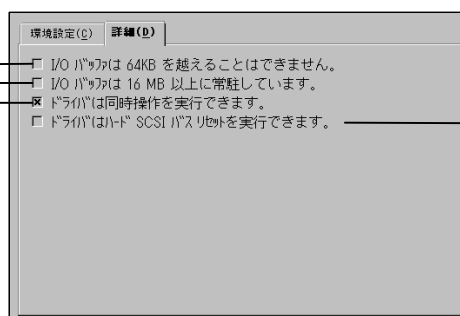 環境設定(C) 詳細(D)
I/O ﾊﾞｯﾌｧは 64KB を越えることはできません。
I/O ﾊﾞｯﾌｧは 16 MB 以上に常駐しています。
ﾄﾞﾗｲﾊﾞは同時操作を実行できます。
ﾄﾞﾗｲﾊﾞはﾊｰﾄﾞ SCSI ﾊﾞｽ ﾘｾｯﾄを実行できます。